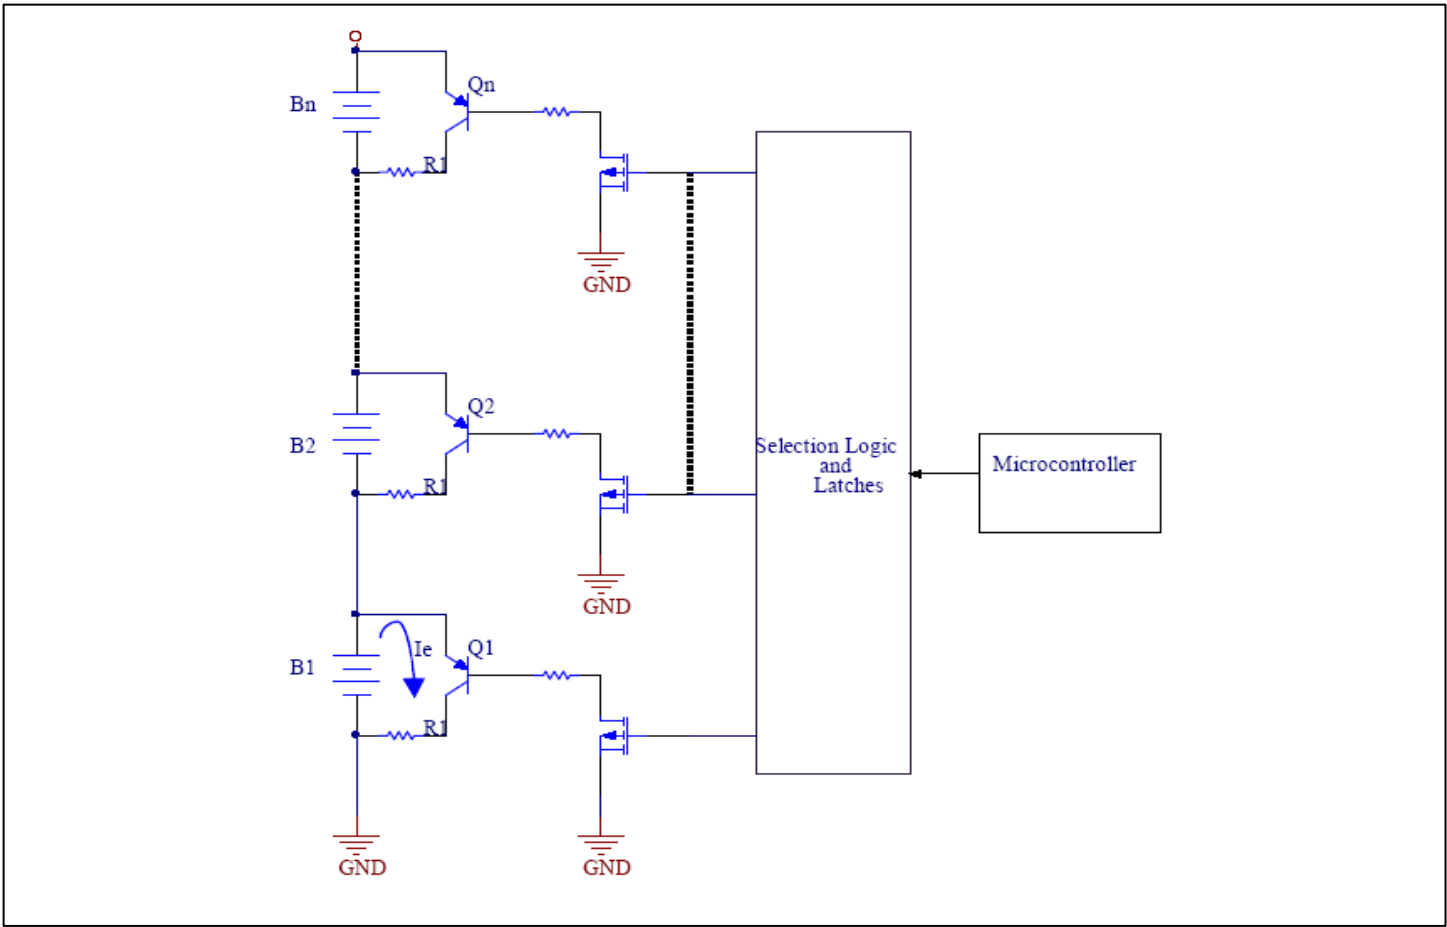 Qn
Bn
R1
GND
Q2
B2
R1
Selection Logic
and
Latches
Microcontroller
GND
Ie
Q1
B1
R1
GND
GND